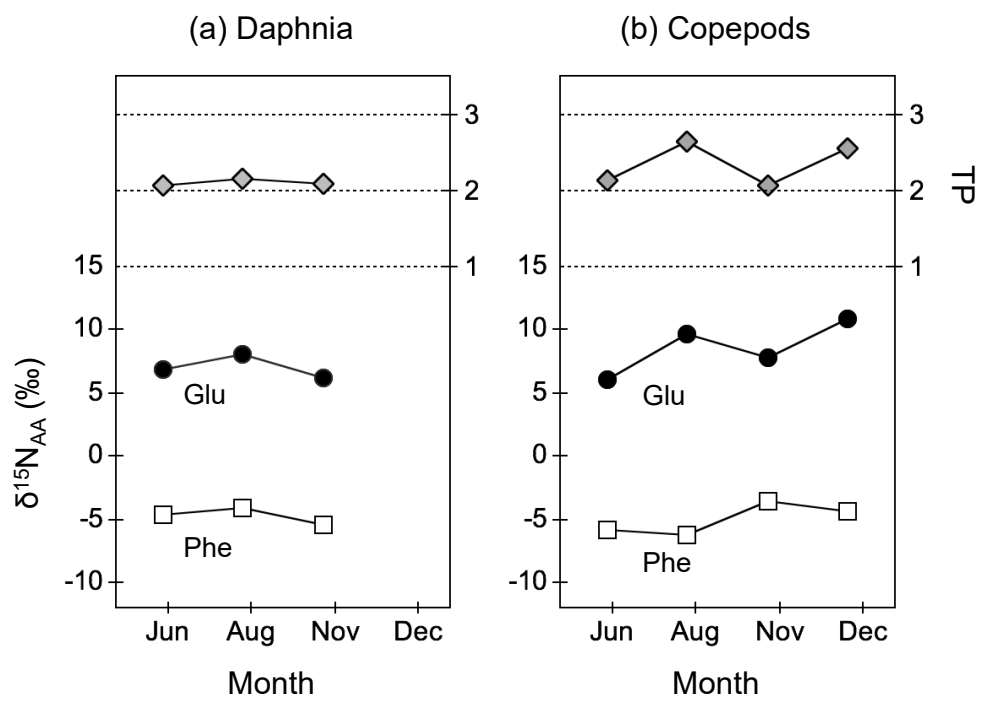 (a) Daphnia
(b) Copepods
3
2
1
15
10
5
0
-5
-10
δ¹⁵N_AA (‰)
Glu
Phe
Jun Aug Nov Dec
Month
3
2
1
TP
15
10
5
0
-5
-10
Glu
Phe
Jun Aug Nov Dec
Month